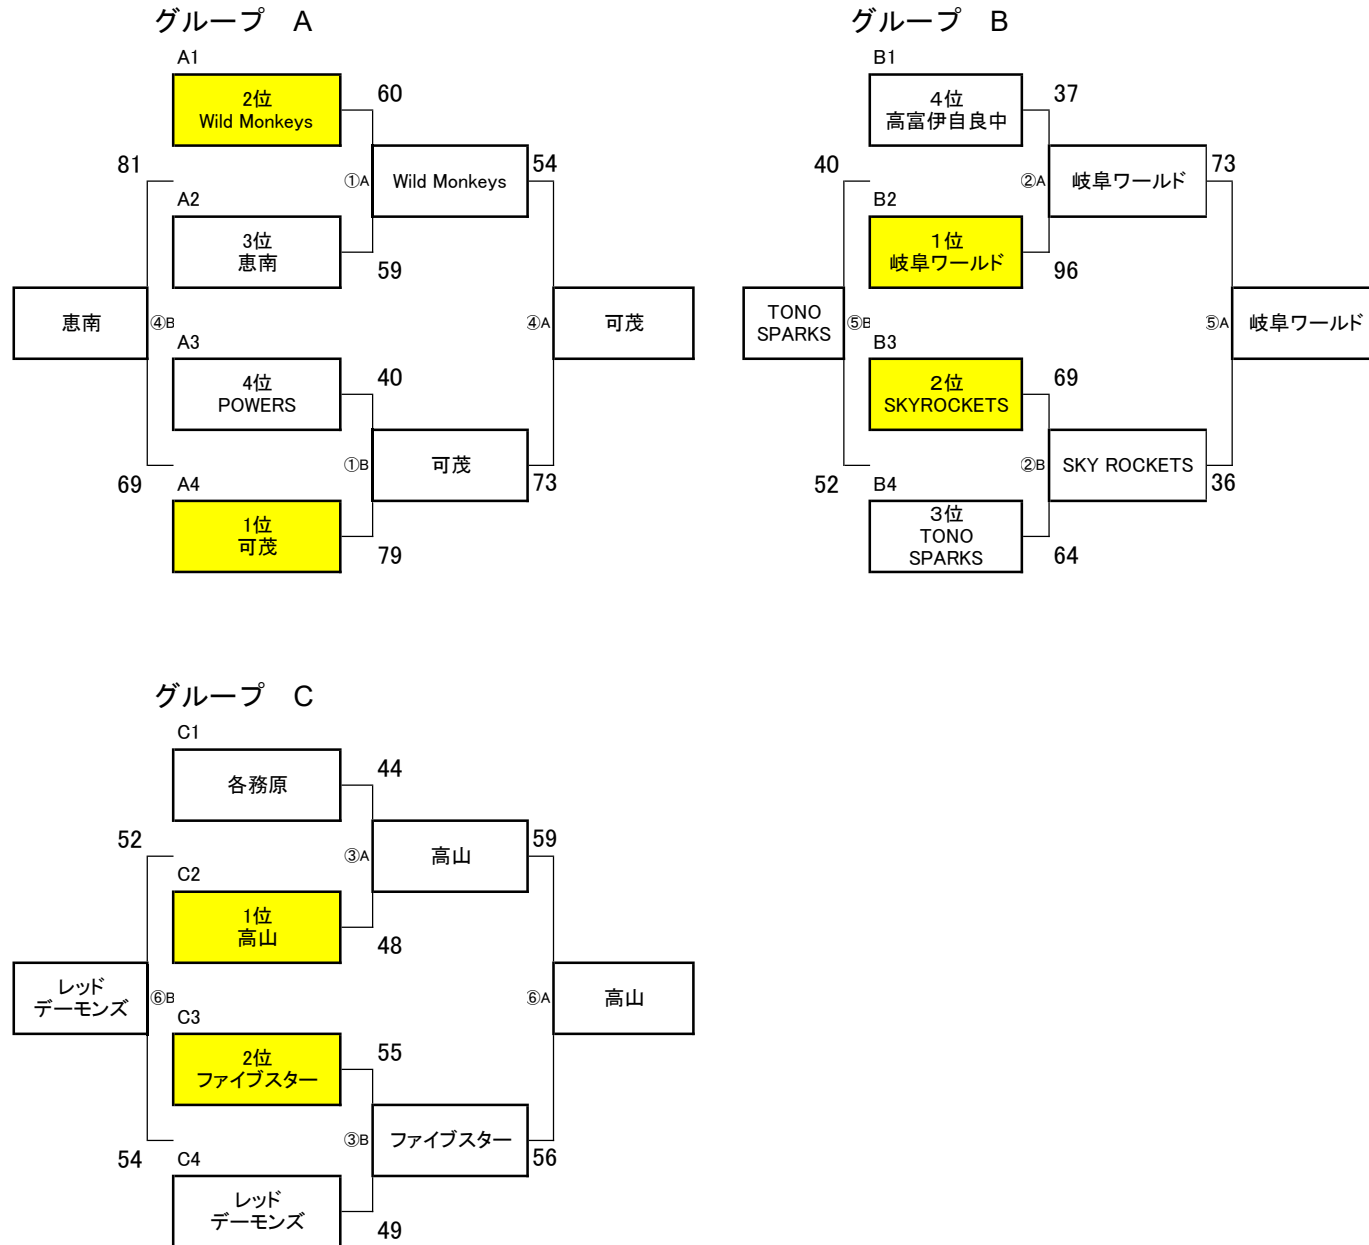 グループ　A
A1
2位
Wild Monkeys
60
81
①A
Wild Monkeys
54
A2
3位
恵南
59
恵南
④B
④A
可茂
A3
4位
POWERS
40
①B
可茂
73
69
A4
1位
可茂
79
グループ　B
B1
４位
高富伊自良中
37
40
②A
岐阜ワールド
73
B2
１位
岐阜ワールド
96
TONO
SPARKS
⑤B
⑤A
岐阜ワールド
B3
２位
SKYROCKETS
69
②B
SKY ROCKETS
36
52
B4
３位
TONO
SPARKS
64
グループ　C
C1
各務原
44
52
③A
高山
59
C2
1位
高山
48
レッド
デーモンズ
⑥B
⑥A
高山
C3
2位
ファイブスター
55
③B
ファイブスター
56
54
C4
レッド
デーモンズ
49